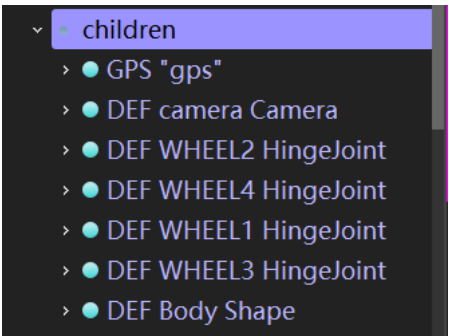 children
GPS "gps"
DEF camera Camera
DEF WHEEL2 HingeJoint
DEF WHEEL4 HingeJoint
DEF WHEEL1 HingeJoint
DEF WHEEL3 HingeJoint
DEF Body Shape